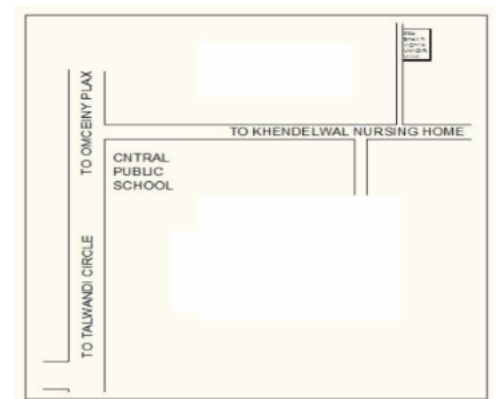 TO KHENDELWAL NURSING HOME
TO OMCEINY PLAX
CNTRAL
PUBLIC
SCHOOL
TO TALWANDI CIRCLE